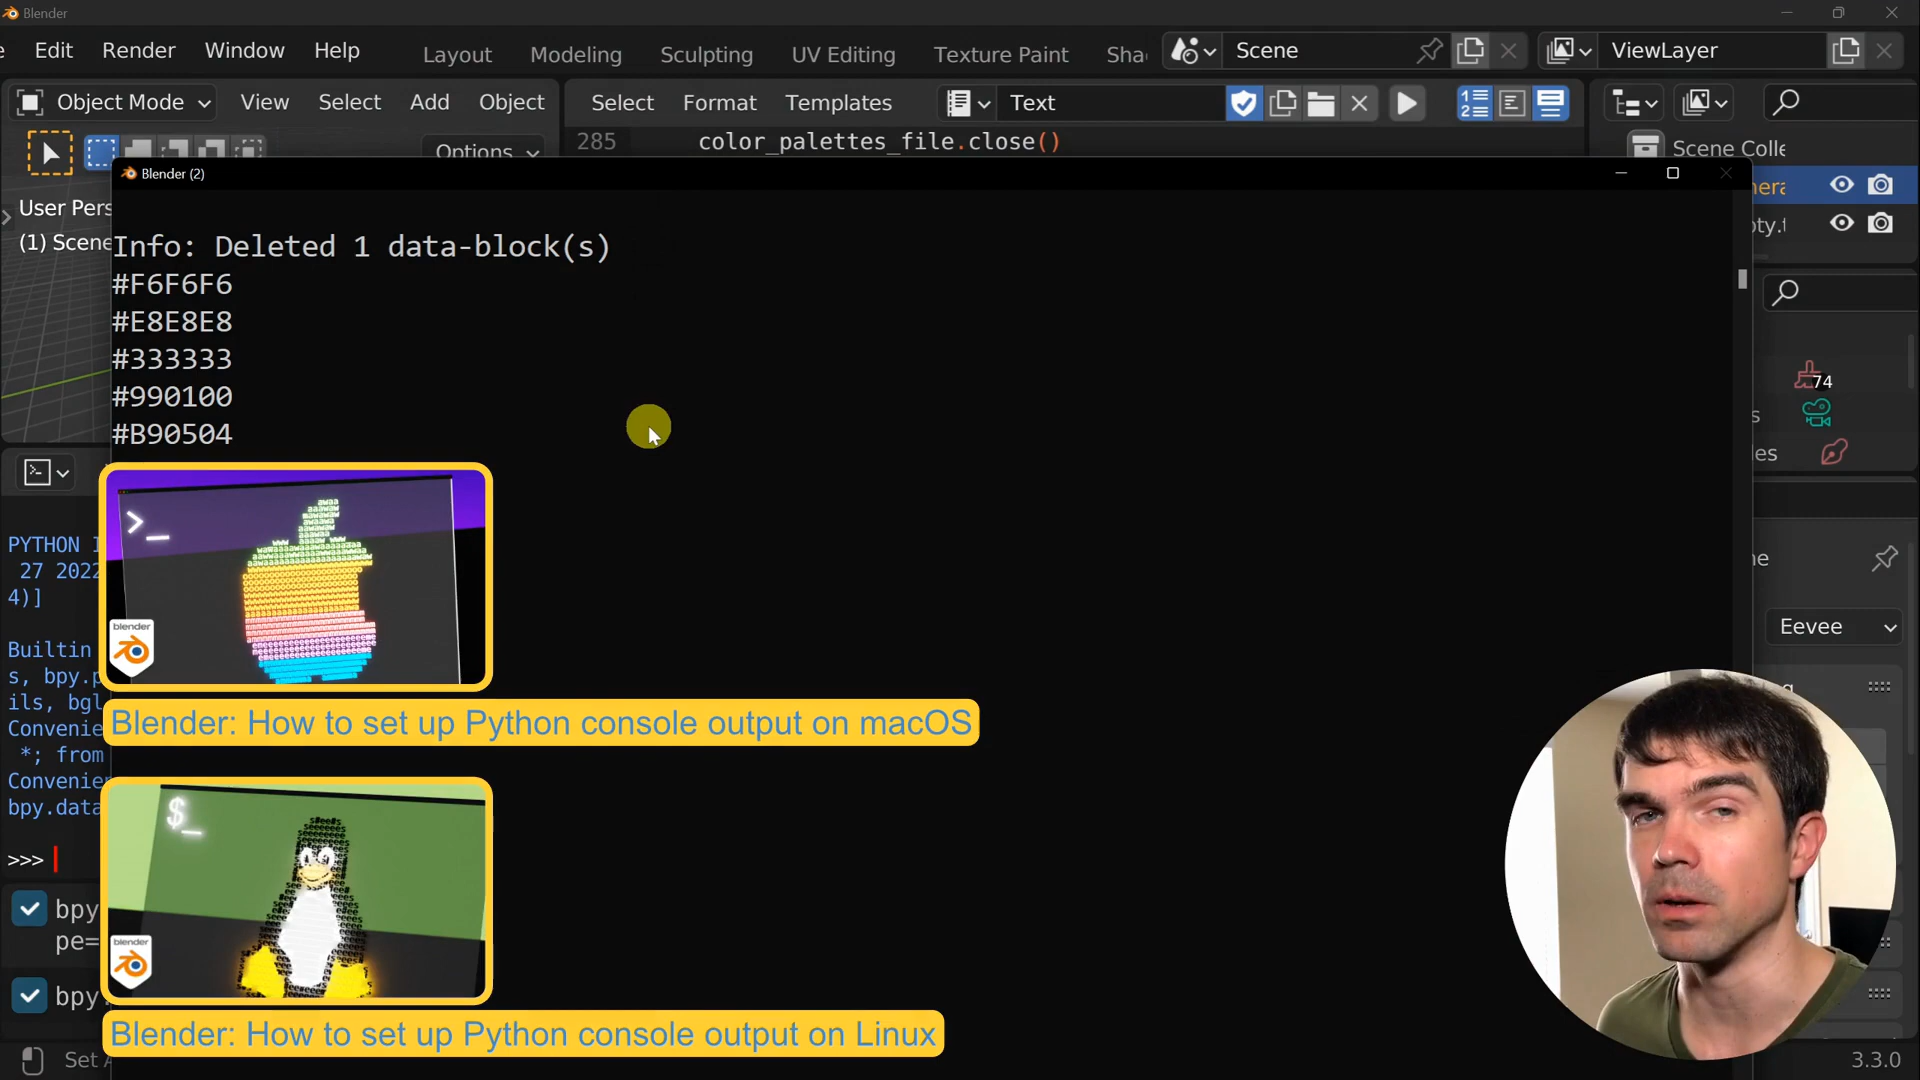 Blender
Edit Render Window Help
Layout Modeling Sculpting UV Editing Texture Paint Sha
Scene
ViewLayer
Object Mode View Select Add Object
Select Format Templates Text
Options
285 color_palettes_file.close()
Scene Colle
Blender (2)
User Pers
(1) Scene
Info: Deleted 1 data-block(s)
#F6F6F6
#E8E8E8
#333333
#990100
#B90504
74
>_
blender
PYTHON I
27 2022
4)]
Builtin
s, bpy.p
ils, bgl
Convenie
*; from
Convenie
bpy.data
>>>
Eevee
Blender: How to set up Python console output on macOS
$_
blender
bpy
pe=
bpy.
Blender: How to set up Python console output on Linux
Set A
3.3.0